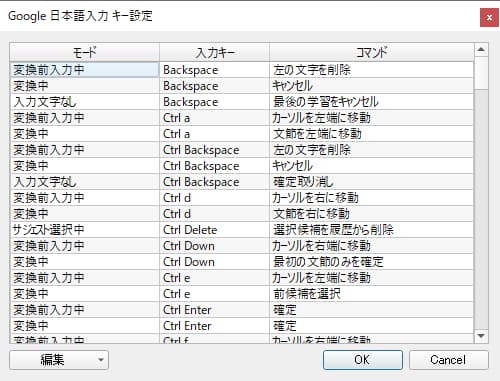 Google 日本語入力 キー設定
モード 入力キー コマンド
変換前入力中 Backspace 左の文字を削除
変換中 Backspace キャンセル
入力文字なし Backspace 最後の学習をキャンセル
変換前入力中 Ctrl a カーソルを左端に移動
変換中 Ctrl a 文節を左端に移動
変換前入力中 Ctrl Backspace 左の文字を削除
変換中 Ctrl Backspace キャンセル
入力文字なし Ctrl Backspace 確定取り消し
変換前入力中 Ctrl d カーソルを右に移動
変換中 Ctrl d 文節を右に移動
サジェスト選択中 Ctrl Delete 選択候補を履歴から削除
変換前入力中 Ctrl Down カーソルを右端に移動
変換中 Ctrl Down 最初の文節のみを確定
変換前入力中 Ctrl e カーソルを左端に移動
変換中 Ctrl e 前候補を選択
変換前入力中 Ctrl Enter 確定
変換中 Ctrl Enter 確定
変換前入力中 Ctrl f カーソルを右端に移動
編集 OK Cancel